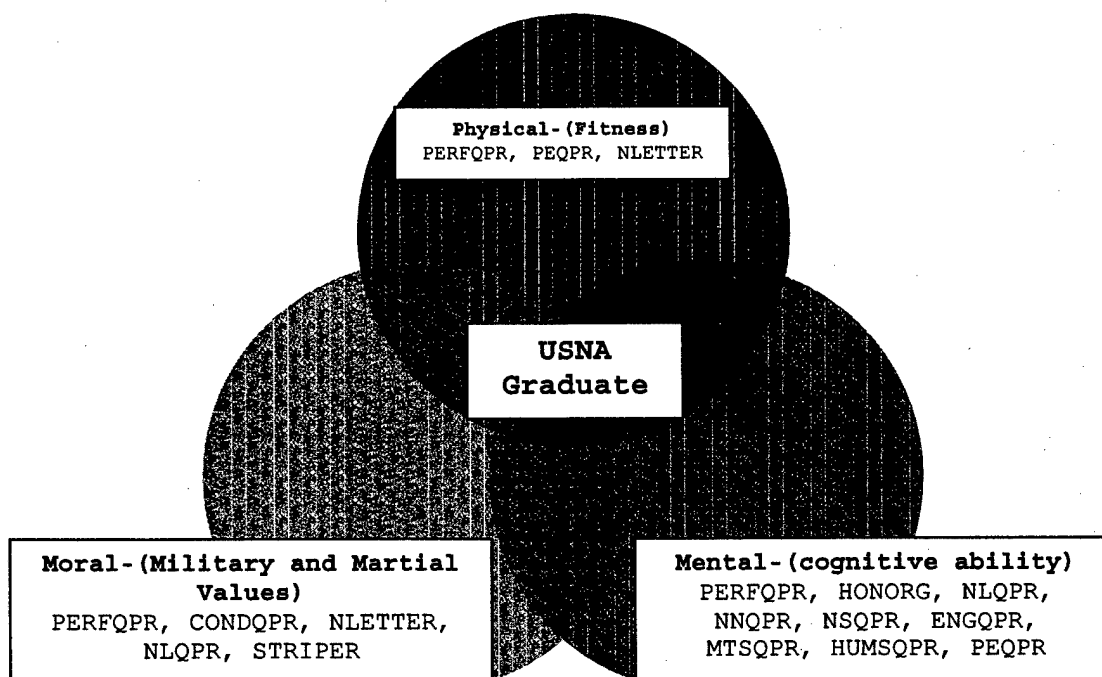 Physical-(Fitness)
PERFQPR, PEQPR, NLETTER
USNA
Graduate
Moral-(Military and Martial
Values)
PERFQPR, CONDQPR, NLETTER,
NLQPR, STRIPER
Mental-(cognitive ability)
PERFQPR, HONORG, NLQPR,
NNQPR, NSQPR, ENGQPR,
MTSQPR, HUMSQPR, PEQPR